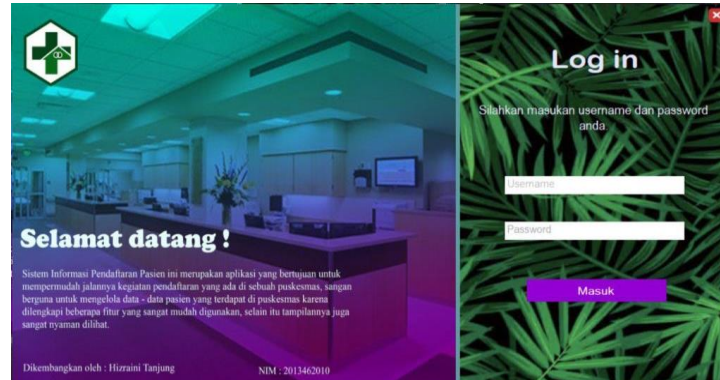 Selamat datang !
Sistem Informasi Pendaftaran Pasien ini merupakan aplikasi yang bertujuan untuk
mempermudah jalannya kegiatan pendaftaran yang ada di sebuah puskesmas, sangan
berguna untuk mengelola data - data pasien yang terdapat di puskesmas karena
dilengkapi beberapa fitur yang sangat mudah digunakan, selain itu tampilannya juga
sangat nyaman dilihat.
Dikembangkan oleh : Hizraini Tanjung
NIM : 2013462010
Log in
Silahkan masukan username dan password
anda.
Username
Password
Masuk